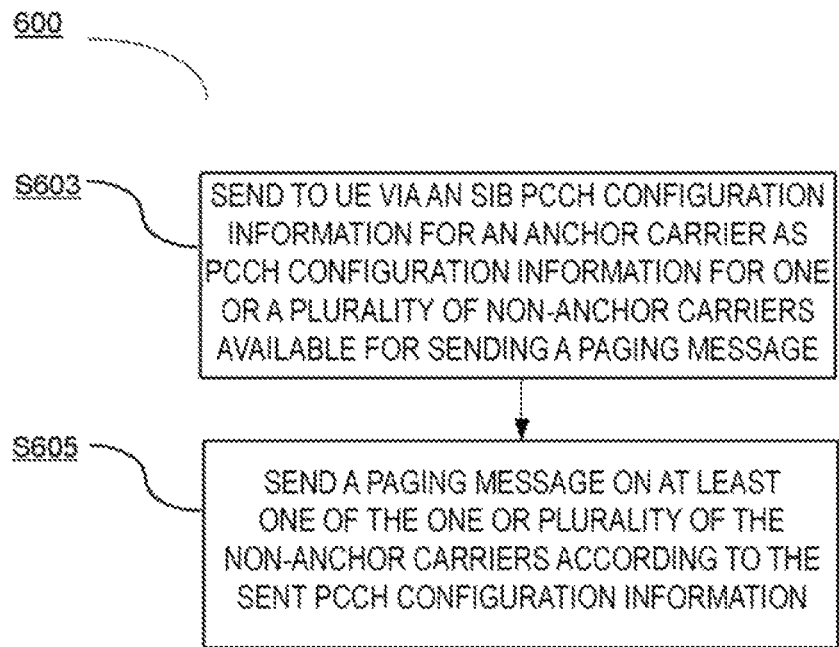 600
S603
SEND TO UE VIA AN SIB PCCH CONFIGURATION
INFORMATION FOR AN ANCHOR CARRIER AS
PCCH CONFIGURATION INFORMATION FOR ONE
OR A PLURALITY OF NON-ANCHOR CARRIERS
AVAILABLE FOR SENDING A PAGING MESSAGE
S605
SEND A PAGING MESSAGE ON AT LEAST
ONE OF THE ONE OR PLURALITY OF THE
NON-ANCHOR CARRIERS ACCORDING TO THE
SENT PCCH CONFIGURATION INFORMATION